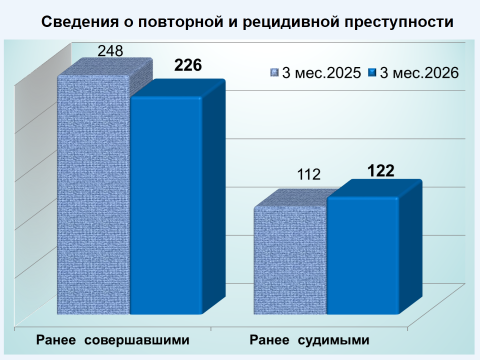 Сведения о повторной и рецидивной преступности
248
226
3 мес.2025
3 мес.2026
112
122
Ранее совершавшими
Ранее судимыми